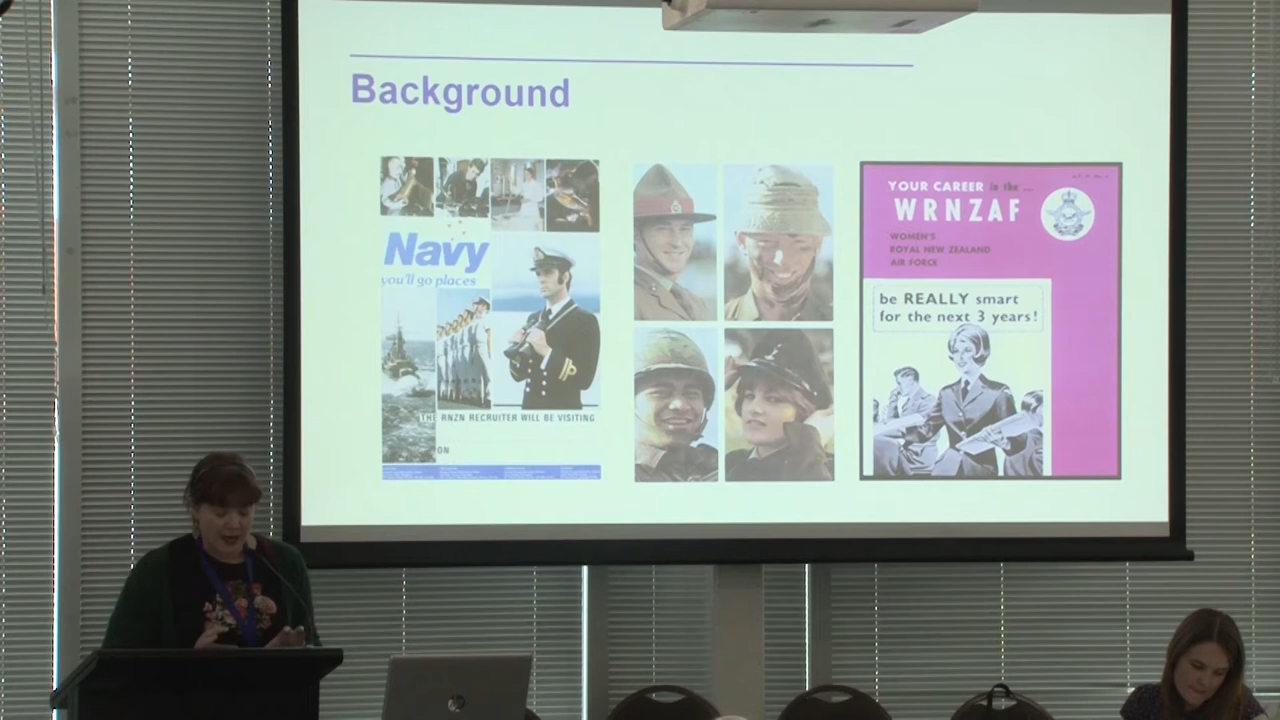 Background
Navy
you'll go places
THE RNZN RECRUITER WILL BE VISITING
ON
YOUR CAREER in the ...
WRNZAF
WOMEN'S
ROYAL NEW ZEALAND
AIR FORCE
be REALLY smart
for the next 3 years!
hp